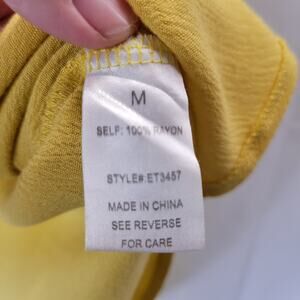 M
SELF: 100% RAYON
STYLE#:ET3457
MADE IN CHINA
SEE REVERSE
FOR CARE